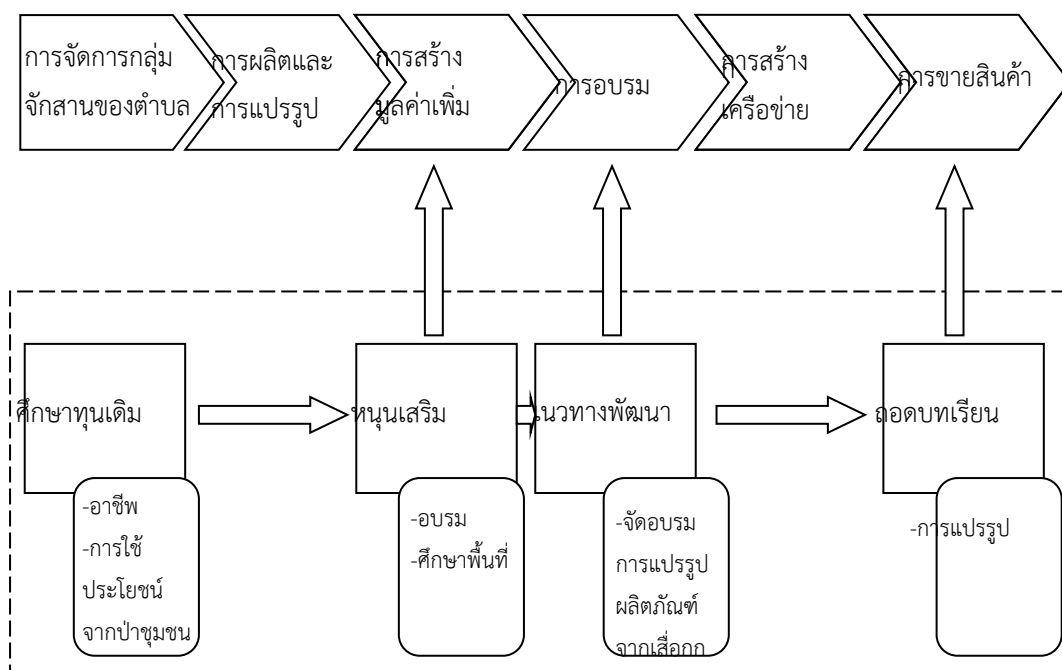 การจัดการกลุ่ม
จักสานของตำบล
การผลิตและ
การแปรรูป
การสร้าง
มูลค่าเพิ่ม
การอบรม
การสร้าง
เครือข่าย
การขายสินค้า
ศึกษาทุนเดิม
หนุนเสริม
แนวทางพัฒนา
ถอดบทเรียน
-อาชีพ
-การใช้
ประโยชน์
จากป่าชุมชน
-อบรม
-ศึกษาพื้นที่
-จัดอบรม
การแปรรูป
ผลิตภัณฑ์
จากเสื่อกก
-การแปรรูป